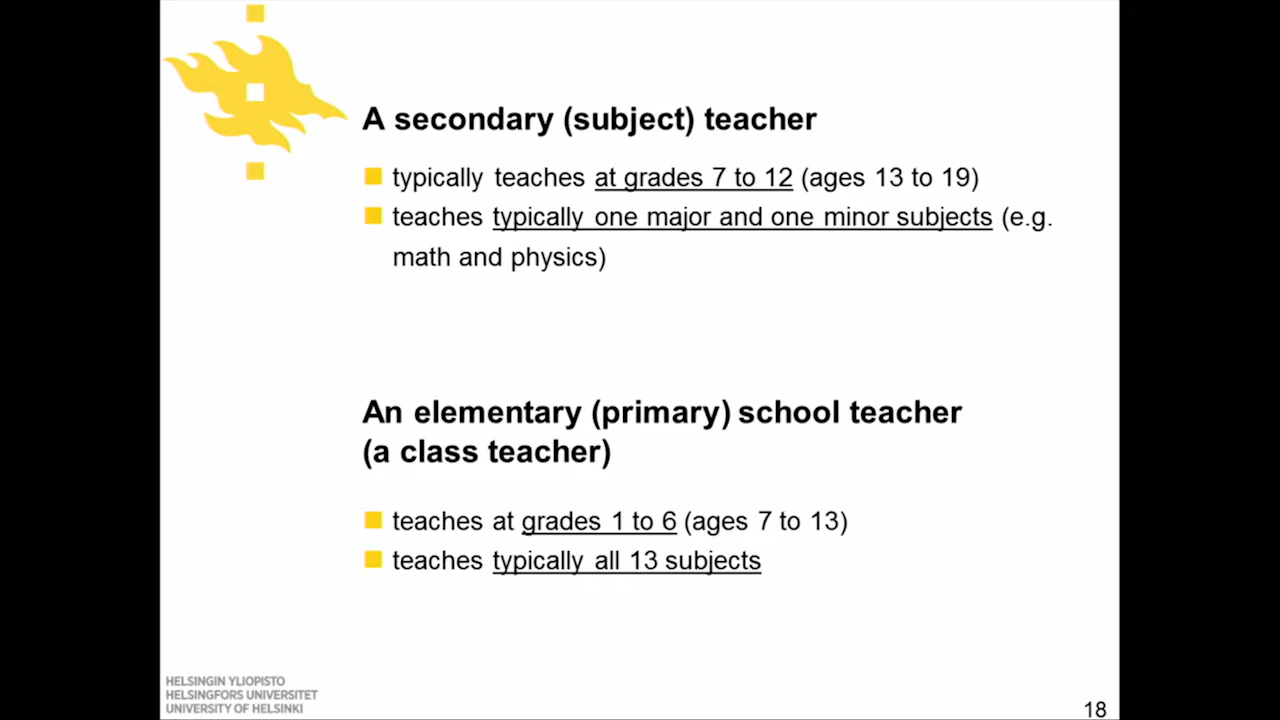 A secondary (subject) teacher
typically teaches at grades 7 to 12 (ages 13 to 19)
teaches typically one major and one minor subjects (e.g.
math and physics)
An elementary (primary) school teacher
(a class teacher)
teaches at grades 1 to 6 (ages 7 to 13)
teaches typically all 13 subjects
HELSINGIN YLIOPISTO
HELSINGFORS UNIVERSITET
UNIVERSITY OF HELSINKI
18